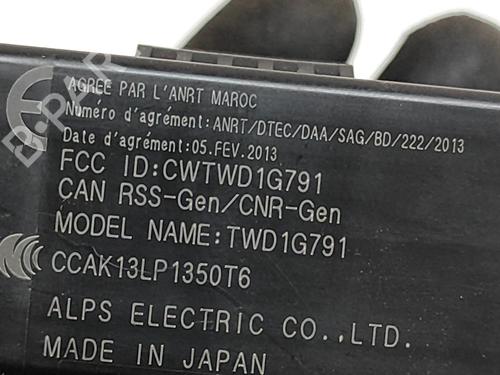 AGREE PAR L'ANRT MAROC
Numéro d'agrément:ANRT/DTEC/DAA/SAG/BD/222/2013
Date d'agrément:05.FEV.2013
FCC ID:CWTWD1G791
CAN RSS-Gen/CNR-Gen
MODEL NAME:TWD1G791
CCAK13LP1350T6
ALPS ELECTRIC CO.,LTD.
MADE IN JAPAN
B-PARTS